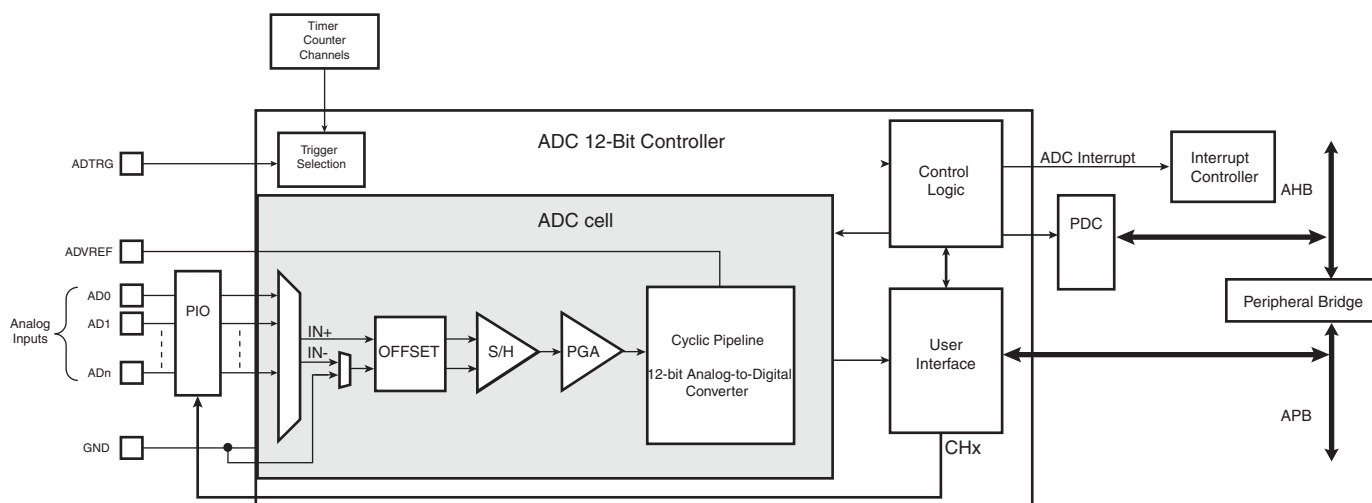 Timer
Counter
Channels
ADC 12-Bit Controller
ADTRG
Trigger
Selection
Control
Logic
ADC Interrupt
Interrupt
Controller
AHB
ADC cell
PDC
ADVREF
Analog
Inputs
AD0
AD1
ADn
PIO
IN+
IN-
OFFSET
S/H
PGA
Cyclic Pipeline
12-bit Analog-to-Digital
Converter
User
Interface
Peripheral Bridge
APB
GND
CHx